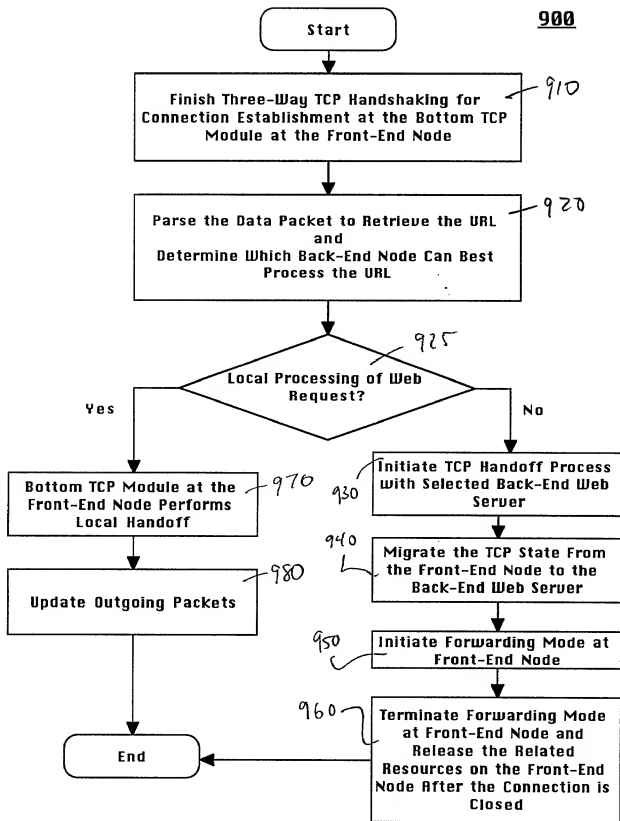 900
Start
Finish Three-Way TCP Handshaking for
Connection Establishment at the Bottom TCP
Module at the Front-End Node
910
Parse the Data Packet to Retrieve the URL
and
Determine Which Back-End Node Can Best
Process the URL
920
Local Processing of Web
Request?
925
Yes
No
Bottom TCP Module at the
Front-End Node Performs
Local Handoff
970
Update Outgoing Packets
980
Initiate TCP Handoff Process
with Selected Back-End Web
Server
930
Migrate the TCP State From
the Front-End Node to the
Back-End Web Server
940
Initiate Forwarding Mode at
Front-End Node
950
Terminate Forwarding Mode
at Front-End Node and
Release the Related
Resources on the Front-End
Node After the Connection is
Closed
960
End